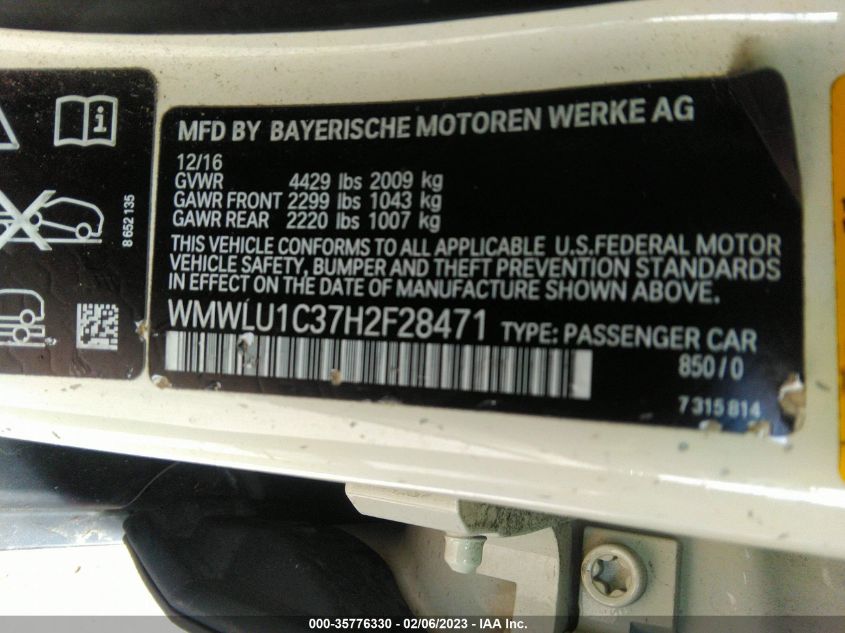 MFD BY BAYERISCHE MOTOREN WERKE AG
12/16
GVWR 4429 lbs 2009 kg
GAWR FRONT 2299 lbs 1043 kg
GAWR REAR 2220 lbs 1007 kg
THIS VEHICLE CONFORMS TO ALL APPLICABLE U.S.FEDERAL MOTOR
VEHICLE SAFETY, BUMPER AND THEFT PREVENTION STANDARDS
IN EFFECT ON THE DATE OF MANUFACTURE SHOWN ABOVE.
WMWLU1C37H2F28471 TYPE: PASSENGER CAR
850/0
7 315 814
8 652 135
000-35776330 - 02/06/2023 - IAA Inc.